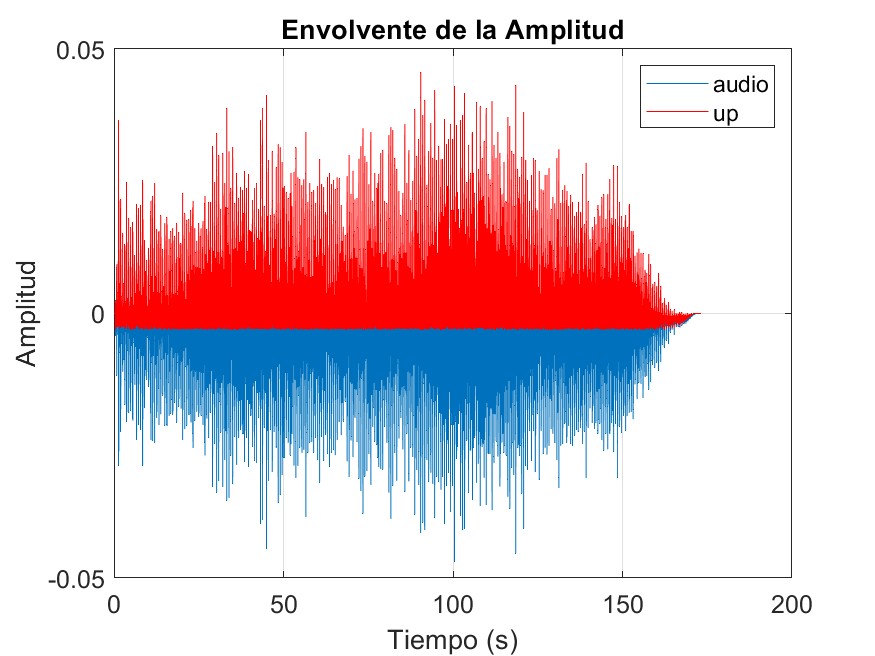 Envolvente de la Amplitud
0.05
audio
up
Amplitud
0
-0.05
0 50 100 150 200
Tiempo (s)